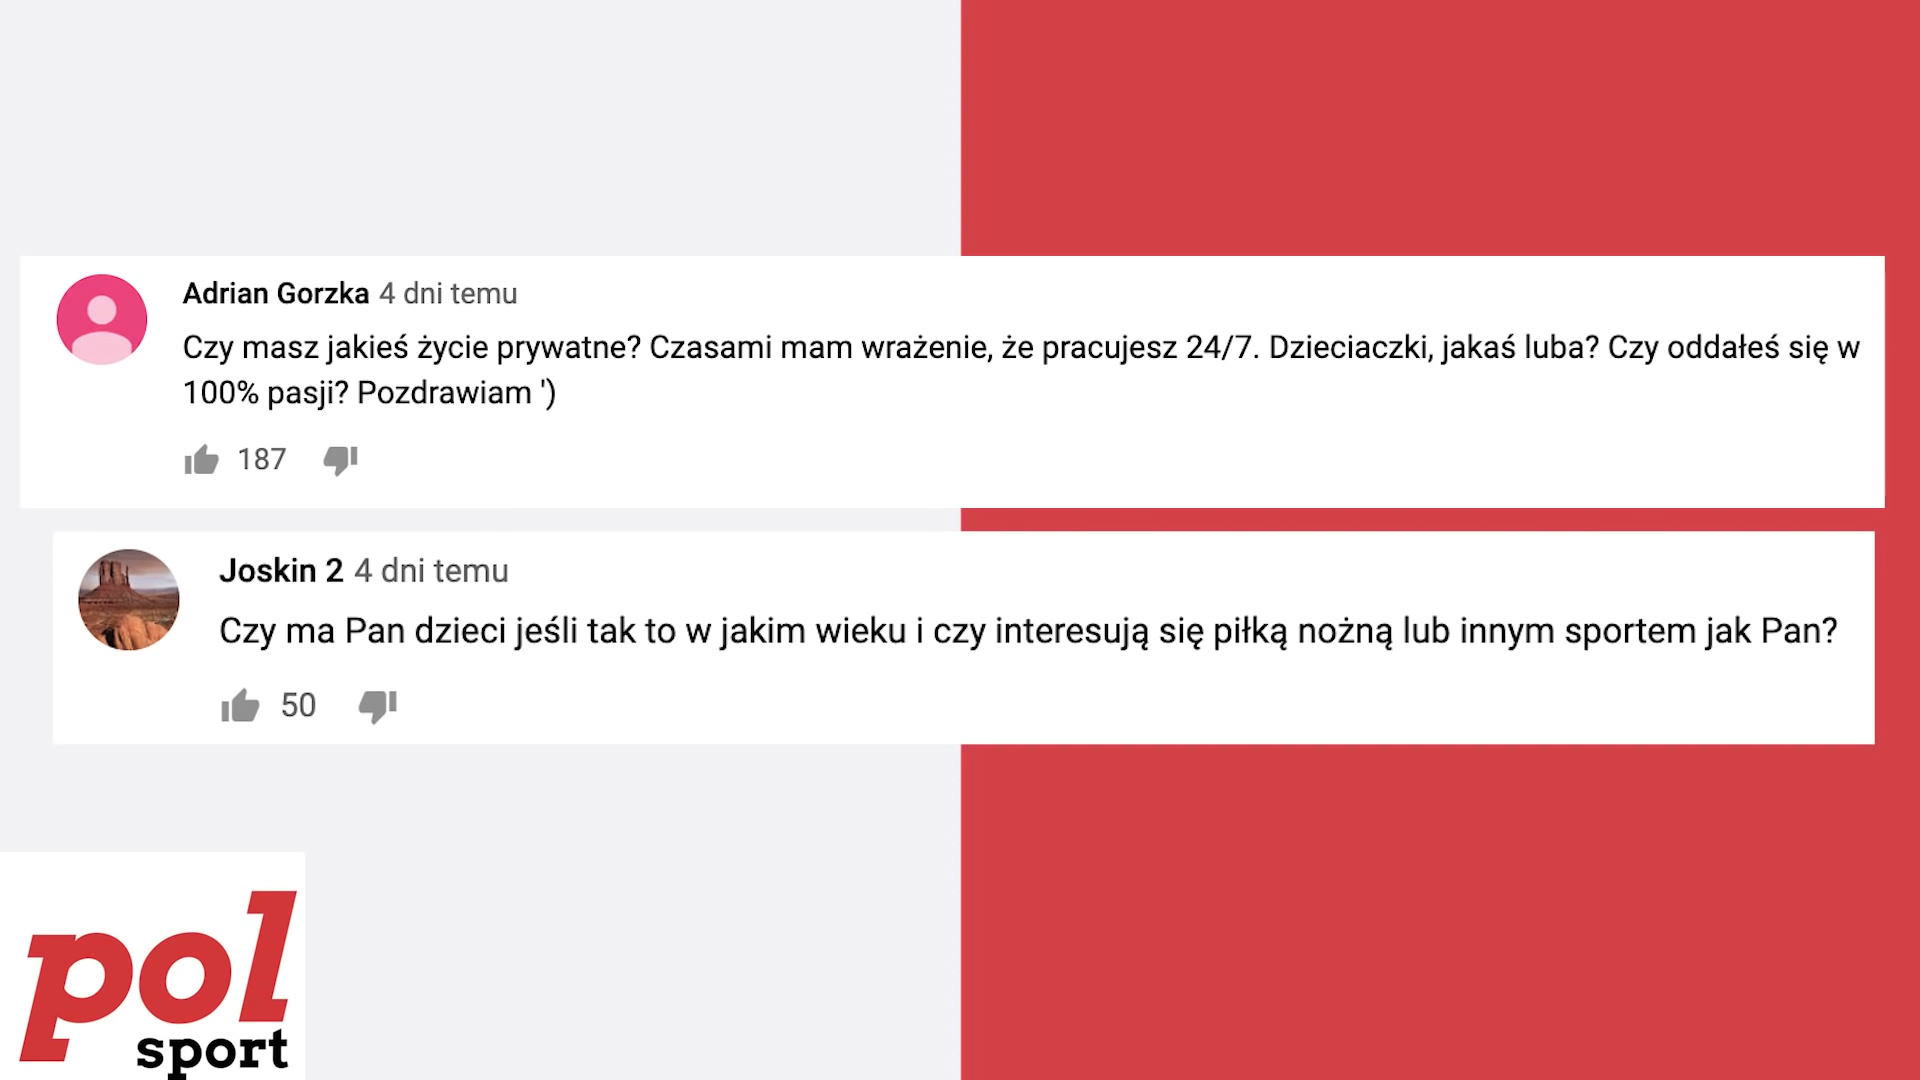 Adrian Gorzka 4 dni temu
Czy masz jakieś życie prywatne? Czasami mam wrażenie, że pracujesz 24/7. Dzieciaczki, jakaś luba? Czy oddałeś się w
100% pasji? Pozdrawiam ')
187
Joskin 2 4 dni temu
Czy ma Pan dzieci jeśli tak to w jakim wieku i czy interesują się piłką nożną lub innym sportem jak Pan?
50
pol
sport